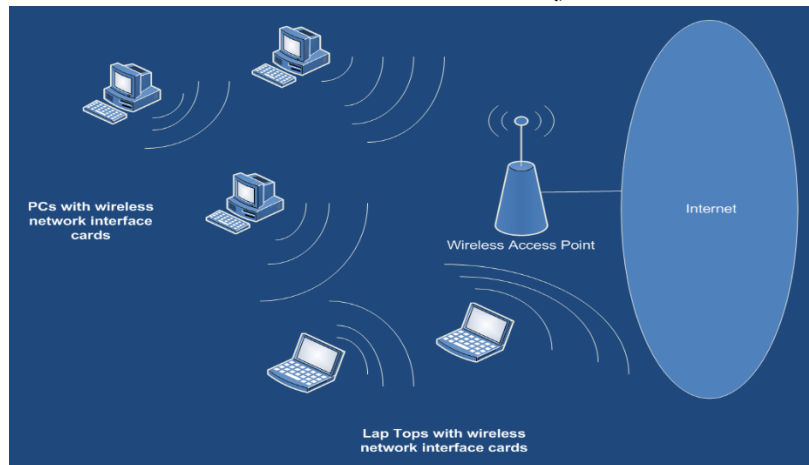 PCs with wireless
network interface
cards
Wireless Access Point
Internet
Lap Tops with wireless
network interface cards